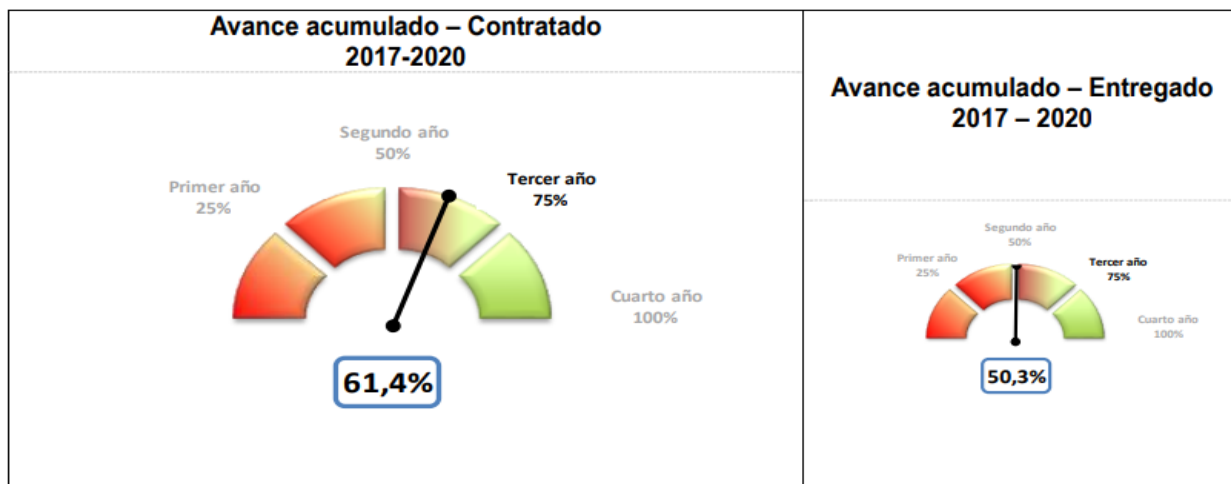 Avance acumulado – Contratado
2017-2020
Segundo año
50%
Primer año
25%
Tercer año
75%
Cuarto año
100%
61,4%
Avance acumulado – Entregado
2017 – 2020
Segundo año
50%
Primer año
25%
Tercer año
75%
Cuarto año
100%
50,3%